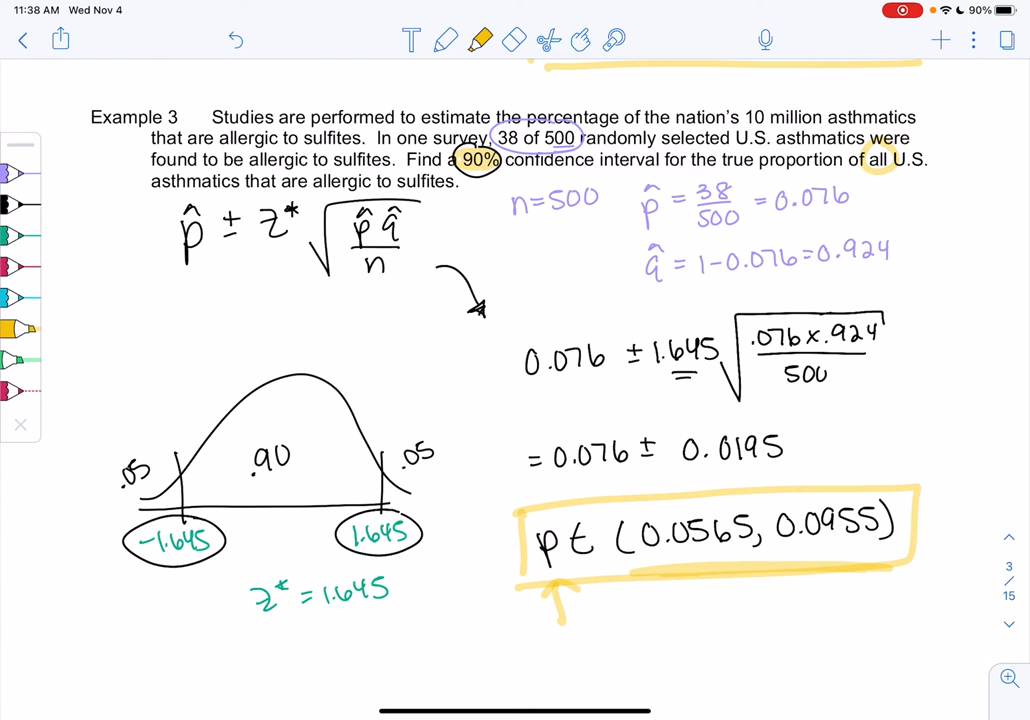 11:38 AM Wed Nov 4
90%
T
Example 3 Studies are performed to estimate the percentage of the nation's 10 million asthmatics
that are allergic to sulfites. In one survey, 38 of 500 randomly selected U.S. asthmatics were
found to be allergic to sulfites. Find a 90% confidence interval for the true proportion of all U.S.
asthmatics that are allergic to sulfites.
n=500
p̂ = 38/500 = 0.076
q̂ = 1-0.076=0.924
p̂ ± z* √(p̂ q̂ / n)
0.076 ± 1.645 √(.076 x .924 / 500)
.05 .90 .05
= 0.076 ± 0.0195
-1.645 1.645
p ∈ (0.0565, 0.0955)
z* = 1.645
3
/
15